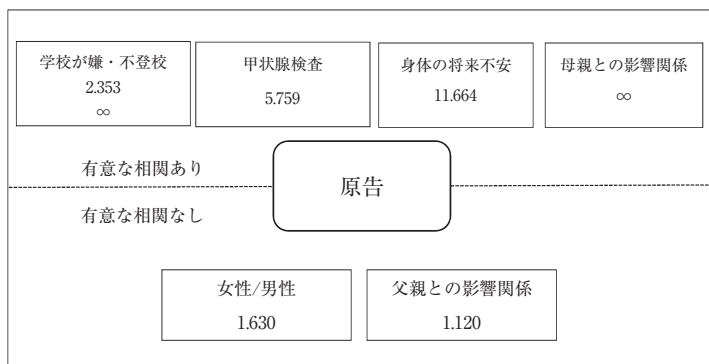 学校が嫌・不登校
2.353
∞
甲状腺検査
5.759
身体の将来不安
11.664
母親との影響関係
∞
有意な相関あり
原告
有意な相関なし
女性/男性
1.630
父親との影響関係
1.120